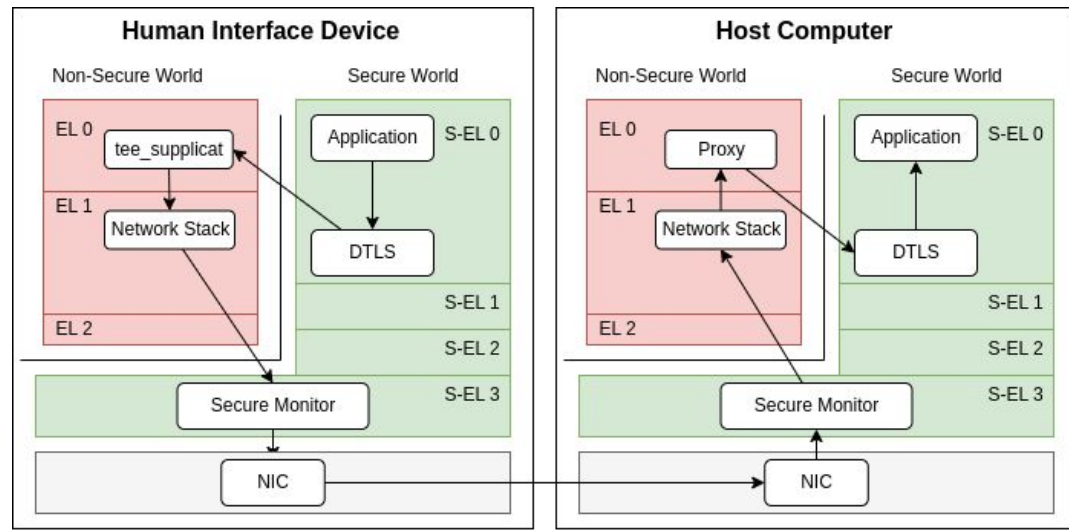 Human Interface Device
Non-Secure World
Secure World
EL 0
tee_supplicat
Application
S-EL 0
EL 1
Network Stack
DTLS
S-EL 1
EL 2
S-EL 2
S-EL 3
Secure Monitor
NIC
Host Computer
Non-Secure World
Secure World
EL 0
Proxy
Application
S-EL 0
EL 1
Network Stack
DTLS
S-EL 1
EL 2
S-EL 2
S-EL 3
Secure Monitor
NIC